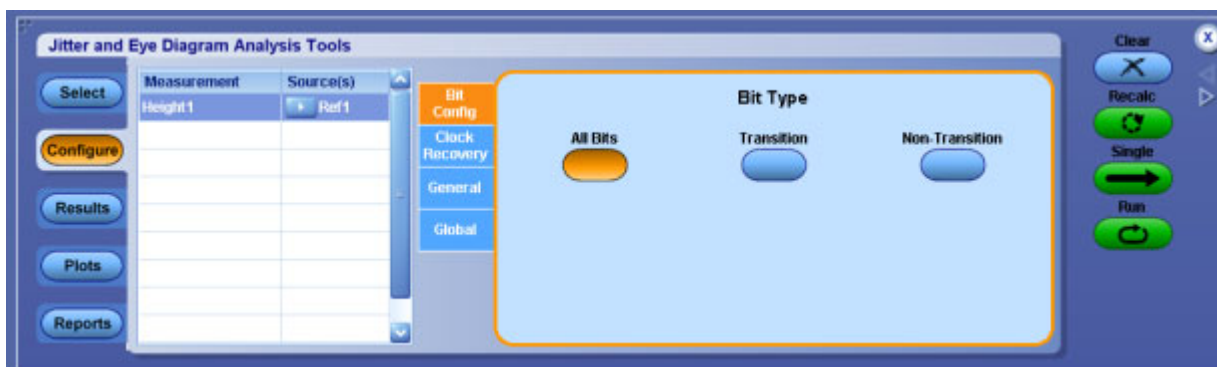 Jitter and Eye Diagram Analysis Tools
Select
Configure
Results
Plots
Reports
Measurement Source(s)
Height1 Ref1
Bit
Config
Clock
Recovery
General
Global
Bit Type
All Bits Transition Non-Transition
Clear
X
Recalc
Single
Run